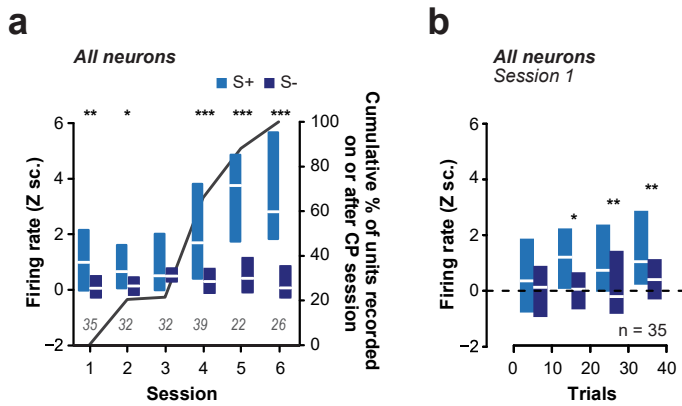 a
All neurons
S+ S-
** * *** *** ***
6
4
2
0
−2
Firing rate (Z sc.)
35 32 32 39 22 26
1 2 3 4 5 6
Session
100
80
60
40
20
0
Cumulative % of units recorded
on or after CP session
b
All neurons
Session 1
6
4
2
0
−2
Firing rate (Z sc.)
* ** **
n = 35
0 10 20 30 40
Trials